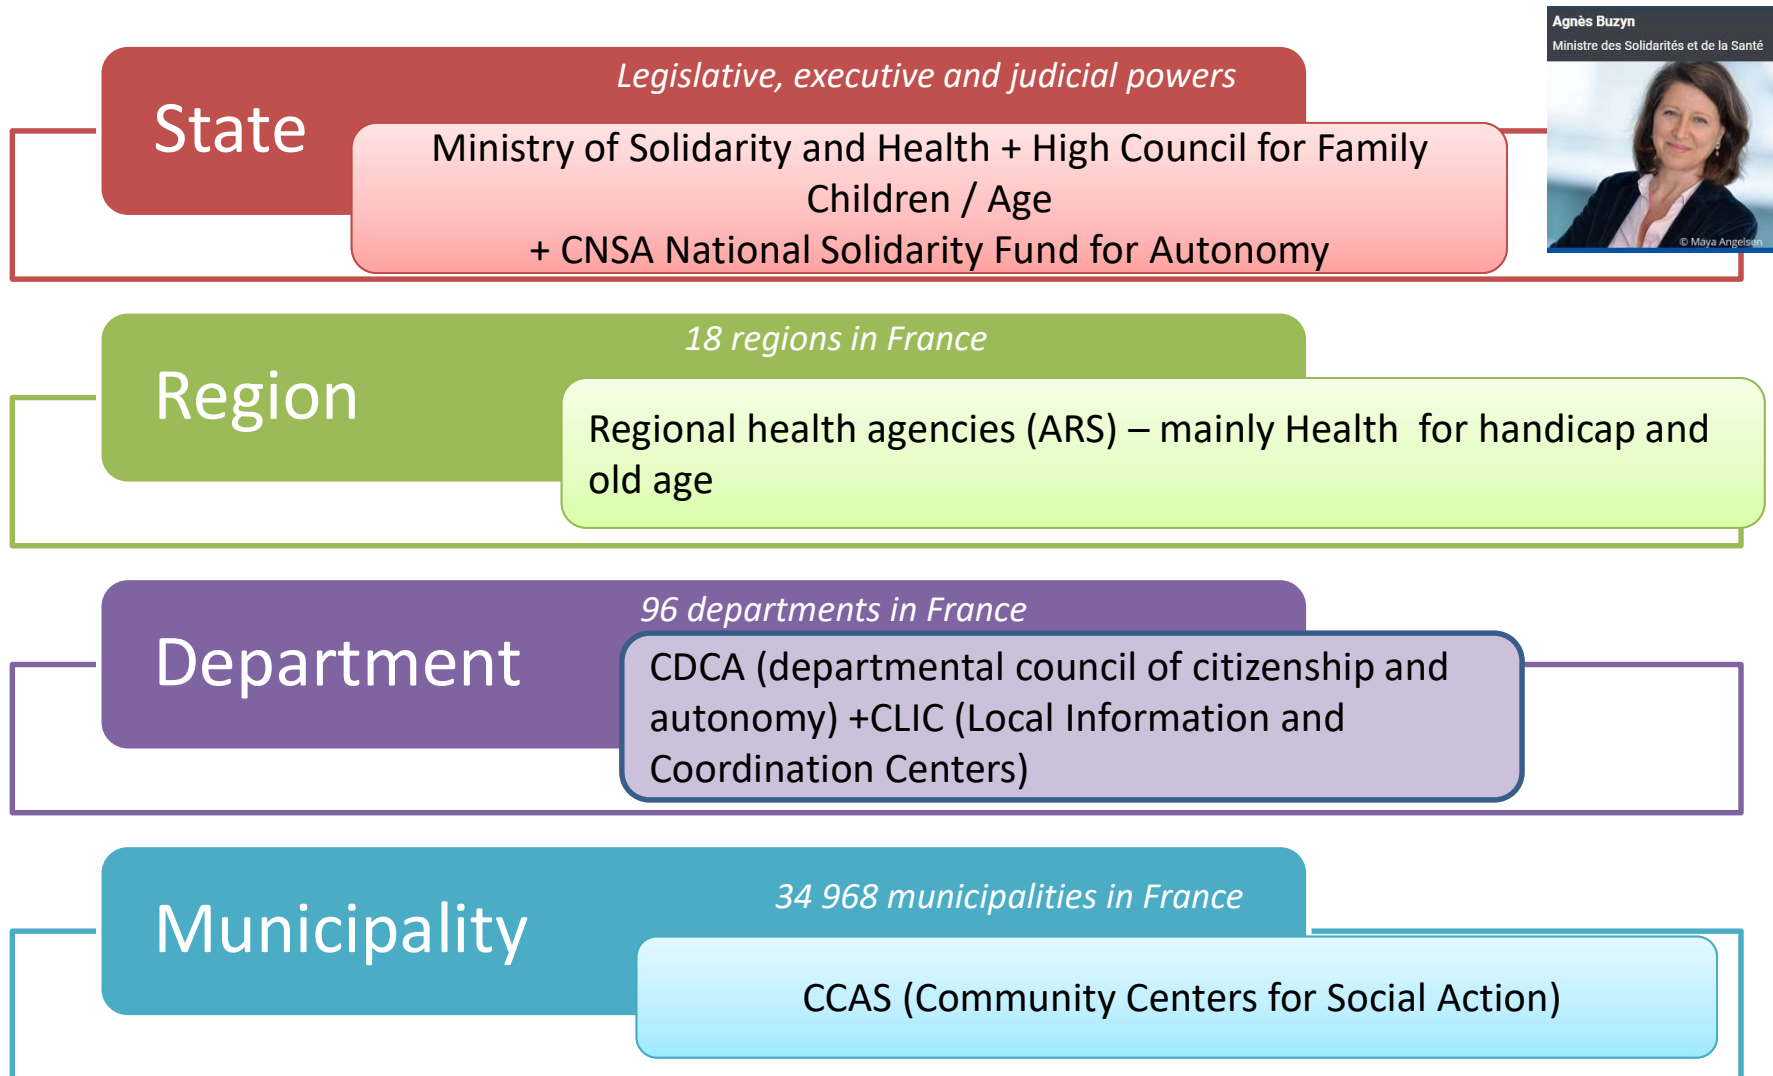 Agnès Buzyn
Ministre des Solidarités et de la Santé
© Maya Angelsen
State
Legislative, executive and judicial powers
Ministry of Solidarity and Health + High Council for Family
Children / Age
+ CNSA National Solidarity Fund for Autonomy
Region
18 regions in France
Regional health agencies (ARS) – mainly Health  for handicap and
old age
Department
96 departments in France
CDCA (departmental council of citizenship and
autonomy) +CLIC (Local Information and
Coordination Centers)
Municipality
34 968 municipalities in France
CCAS (Community Centers for Social Action)